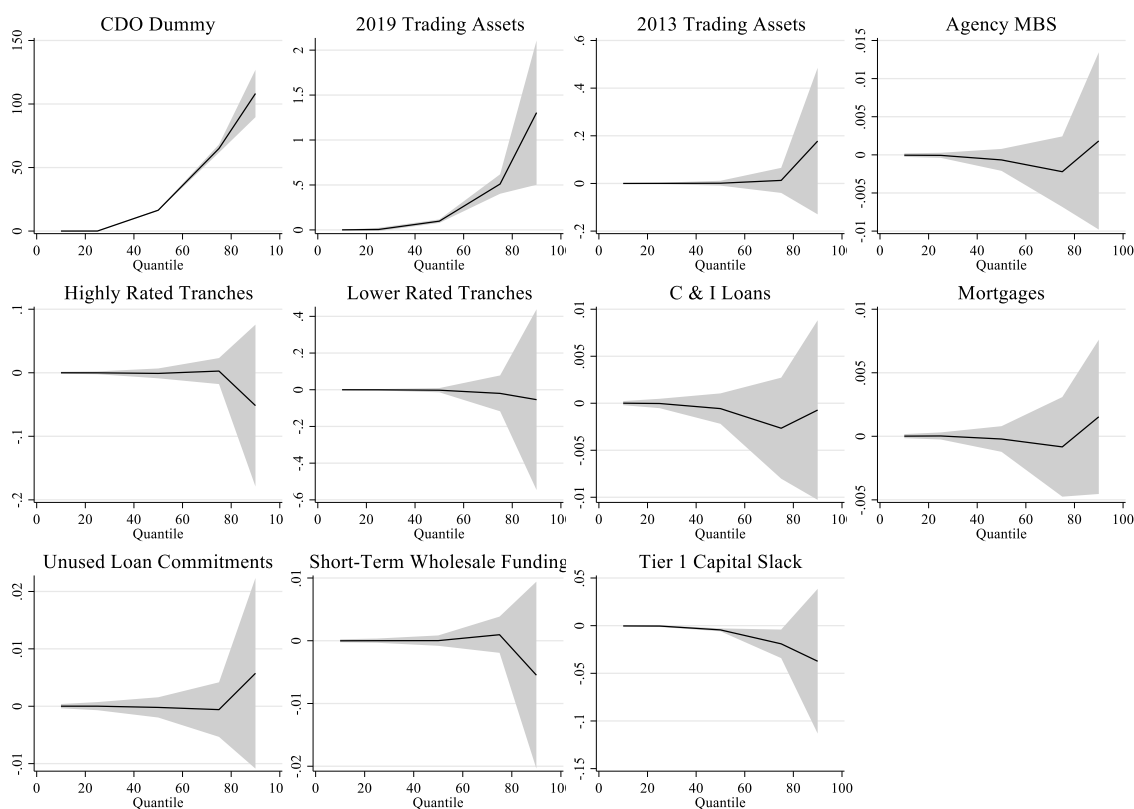 CDO Dummy
150
100
50
0
0 20 40 60 80 100
Quantile
2019 Trading Assets
2
1.5
1
.5
0
0 20 40 60 80 100
Quantile
2013 Trading Assets
.6
.4
.2
0
.2
0 20 40 60 80 100
Quantile
Agency MBS
.015
.01
.005
0
-.005
-.01
0 20 40 60 80 100
Quantile
Highly Rated Tranches
.1
0
-.1
-.2
0 20 40 60 80 100
Quantile
Lower Rated Tranches
.4
.2
0
-.2
-.4
-.6
0 20 40 60 80 100
Quantile
C & I Loans
.01
.005
0
-.005
-.01
0 20 40 60 80 100
Quantile
Mortgages
.01
.005
0
-.005
0 20 40 60 80 100
Quantile
Unused Loan Commitments
.02
.01
0
-.01
0 20 40 60 80 100
Quantile
Short-Term Wholesale Funding
.01
0
-.01
-.02
0 20 40 60 80 100
Quantile
Tier 1 Capital Slack
.05
0
-.05
-.1
-.15
0 20 40 60 80 100
Quantile